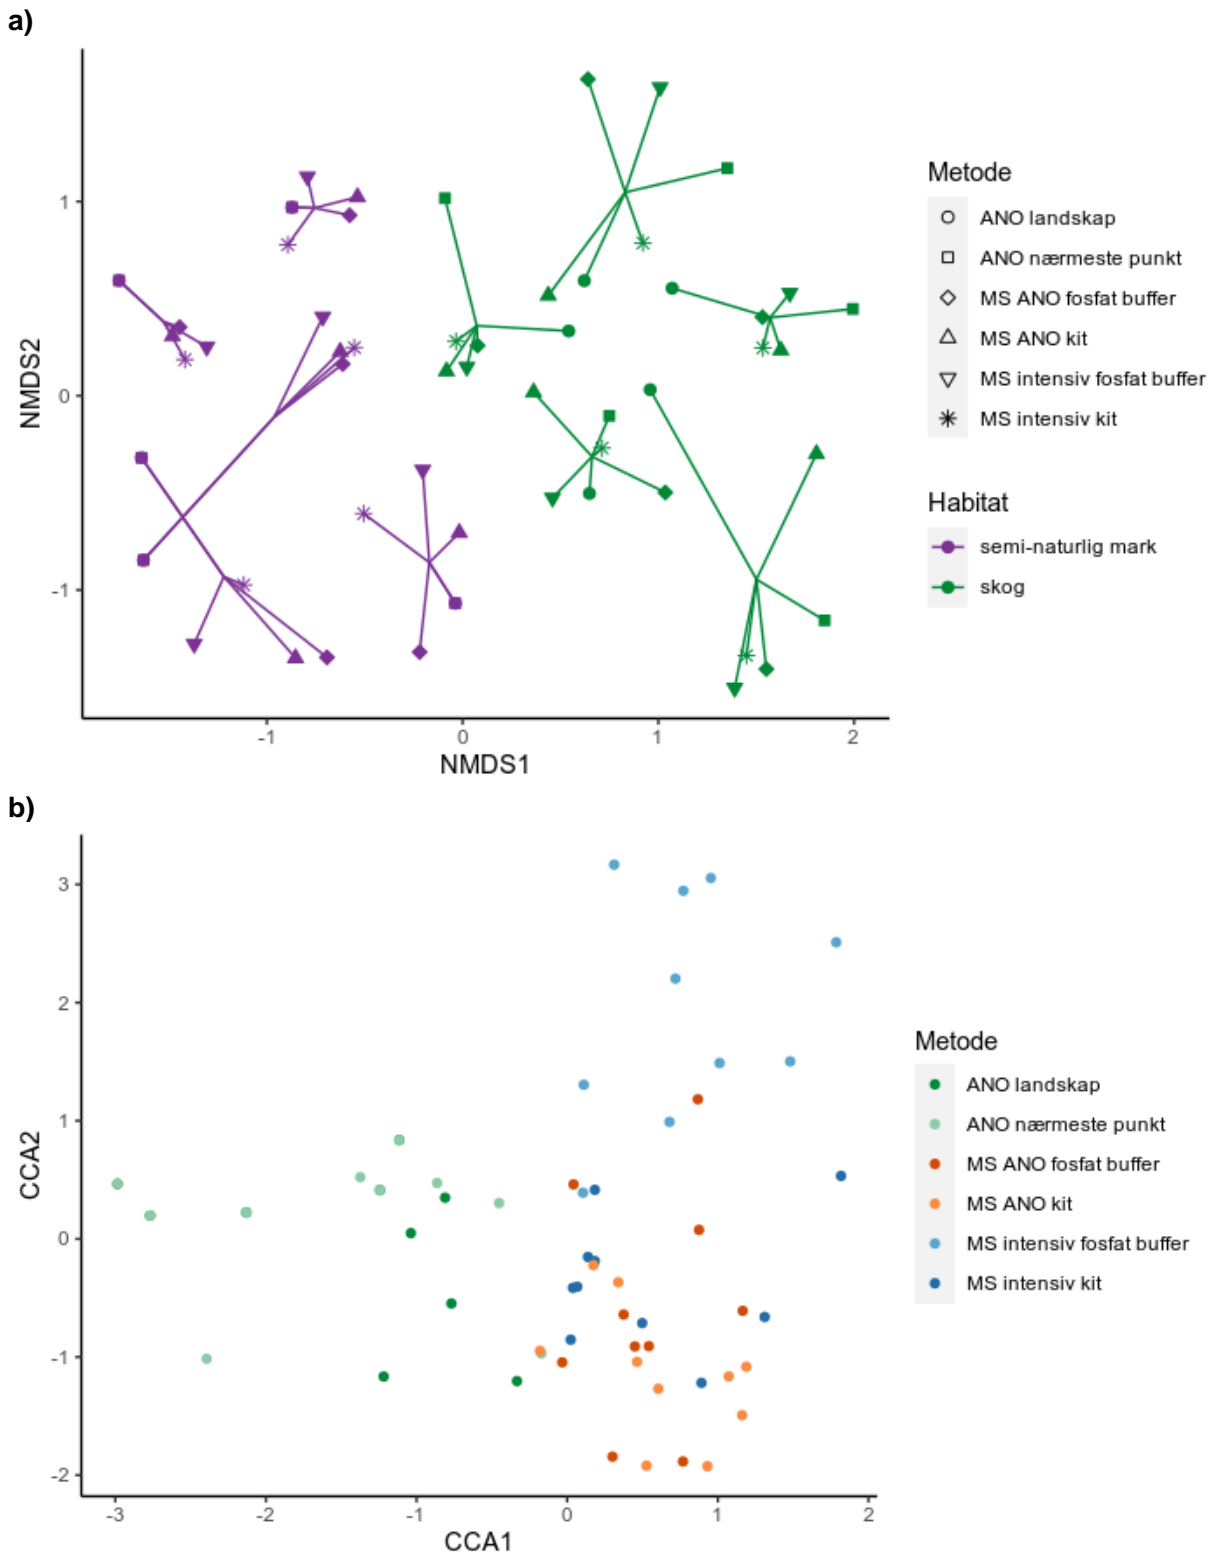 a)
NMDS2
1
0
-1
-1
0
1
2
NMDS1
Metode
ANO landskap
ANO nærmeste punkt
MS ANO fosfat buffer
MS ANO kit
MS intensiv fosfat buffer
MS intensiv kit
Habitat
semi-naturlig mark
skog
b)
CCA2
3
2
1
0
-1
-2
-3
-2
-1
0
1
2
CCA1
Metode
ANO landskap
ANO nærmeste punkt
MS ANO fosfat buffer
MS ANO kit
MS intensiv fosfat buffer
MS intensiv kit